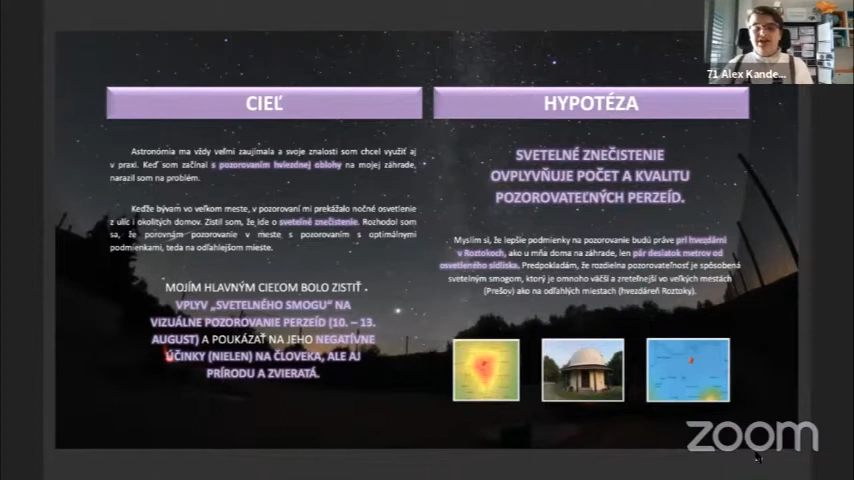 71 Alex Kande...
CIEĽ
Astronómia ma vždy veľmi zaujímala a svoje znalosti som chcel využiť aj
v praxi. Keď som začínal s pozorovaním hviezdnej oblohy na mojej záhrade,
narazil som na problém.
Keďže bývam vo veľkom meste, v pozorovaní mi prekážalo nočné osvetlenie
z ulíc i okolitých domov. Zistil som, že ide o svetelné znečistenie. Rozhodol som
sa, že porovnám pozorovanie v meste s pozorovaním s optimálnymi
podmienkami, teda na odľahlejšom mieste.
MOJÍM HLAVNÝM CIEĽOM BOLO ZISTIŤ
VPLYV „SVETELNÉHO SMOGU“ NA
VIZUÁLNE POZOROVANIE PERZEÍD (10. – 13.
AUGUST) A POUKÁZAŤ NA JEHO NEGATÍVNE
ÚČINKY (NIELEN) NA ČLOVEKA, ALE AJ
PRÍRODU A ZVIERATÁ.
HYPOTÉZA
SVETELNÉ ZNEČISTENIE
OVPLYVŇUJE POČET A KVALITU
POZOROVATEĽNÝCH PERZEÍD.
Myslím si, že lepšie podmienky na pozorovanie budú práve pri hvezdárni
v Roztokoch, ako u mňa doma na záhrade, len pár desiatok metrov od
osvetleného sídliska. Predpokladám, že rozdielna pozorovateľnosť je spôsobená
svetelným smogom, ktorý je omnoho väčší a zreteľnejší vo veľkých mestách
(Prešov) ako na odľahlých miestach (hvezdáreň Roztoky).
zoom